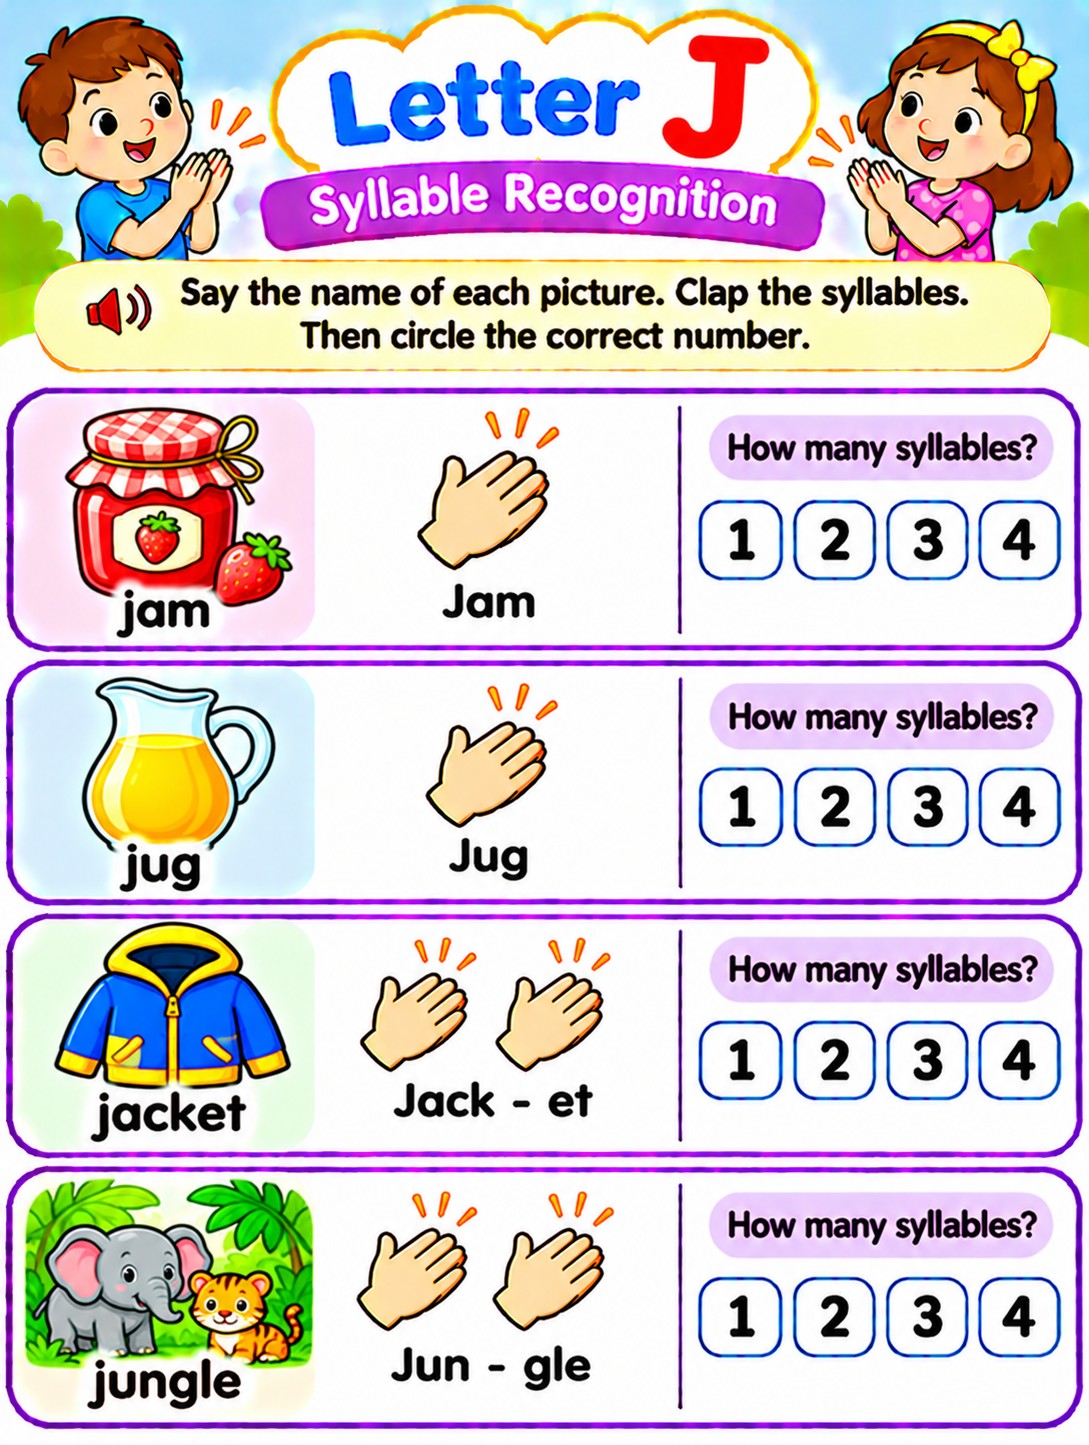 Letter J
Syllable Recognition
Say the name of each picture. Clap the syllables.
Then circle the correct number.
jam
Jam
How many syllables?
1 2 3 4
jug
Jug
How many syllables?
1 2 3 4
jacket
Jack - et
How many syllables?
1 2 3 4
jungle
Jun - gle
How many syllables?
1 2 3 4